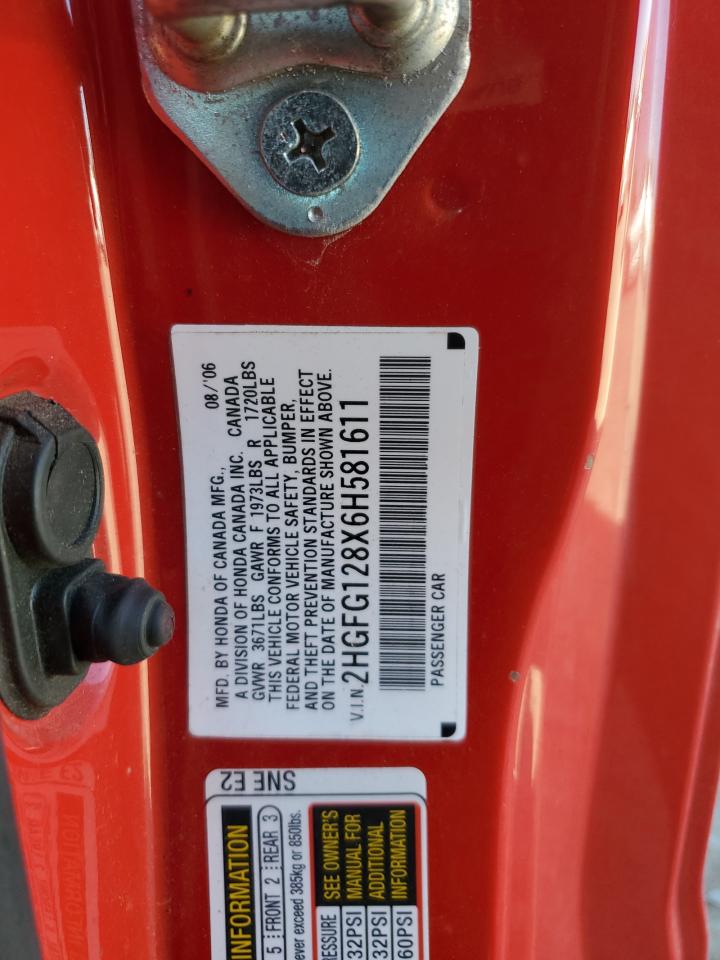 MFD. BY HONDA OF CANADA MFG., 08/'06
A DIVISION OF HONDA CANADA INC. CANADA
GVWR 3671LBS GAWR F 1973LBS R 1720LBS
THIS VEHICLE CONFORMS TO ALL APPLICABLE
FEDERAL MOTOR VEHICLE SAFETY, BUMPER,
AND THEFT PREVENTION STANDARDS IN EFFECT
ON THE DATE OF MANUFACTURE SHOWN ABOVE.
V.I.N. 2HGFG128X6H581611
PASSENGER CAR
SNE E2
INFORMATION
5 FRONT 2 REAR 3
ever exceed 385kg or 850lbs.
RESSURE SEE OWNER'S
32PSI MANUAL FOR
32PSI ADDITIONAL
60PSI INFORMATION